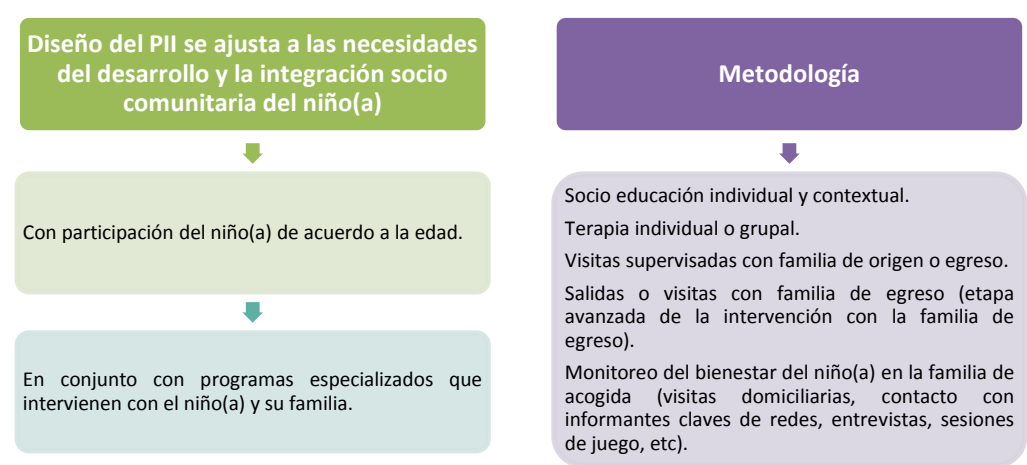 Diseño del PII se ajusta a las necesidades
del desarrollo y la integración socio
comunitaria del niño(a)
Con participación del niño(a) de acuerdo a la edad.
En conjunto con programas especializados que
intervienen con el niño(a) y su familia.
Metodología
Socio educación individual y contextual.
Terapia individual o grupal.
Visitas supervisadas con familia de origen o egreso.
Salidas o visitas con familia de egreso (etapa
avanzada de la intervención con la familia de
egreso).
Monitoreo del bienestar del niño(a) en la familia de
acogida (visitas domiciliarias, contacto con
informantes claves de redes, entrevistas, sesiones
de juego, etc).